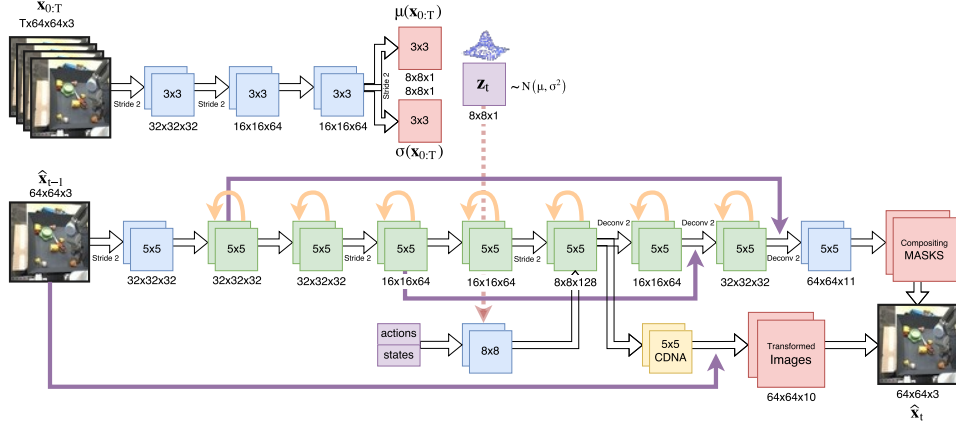 x0:T
Tx64x64x3
Stride 2
3x3
32x32x32
Stride 2
3x3
16x16x64
3x3
16x16x64
Stride 2
μ(x0:T)
3x3
8x8x1
8x8x1
3x3
σ(x0:T)
zt
~N(μ, σ²)
8x8x1
x̂t−1
64x64x3
Stride 2
5x5
32x32x32
5x5
32x32x32
5x5
32x32x32
Stride 2
5x5
16x16x64
5x5
16x16x64
Stride 2
5x5
8x8x128
Deconv 2
5x5
16x16x64
Deconv 2
5x5
32x32x32
Deconv 2
5x5
64x64x11
Compositing
MASKS
actions
states
8x8
5x5
CDNA
Transformed
Images
64x64x10
64x64x3
x̂t